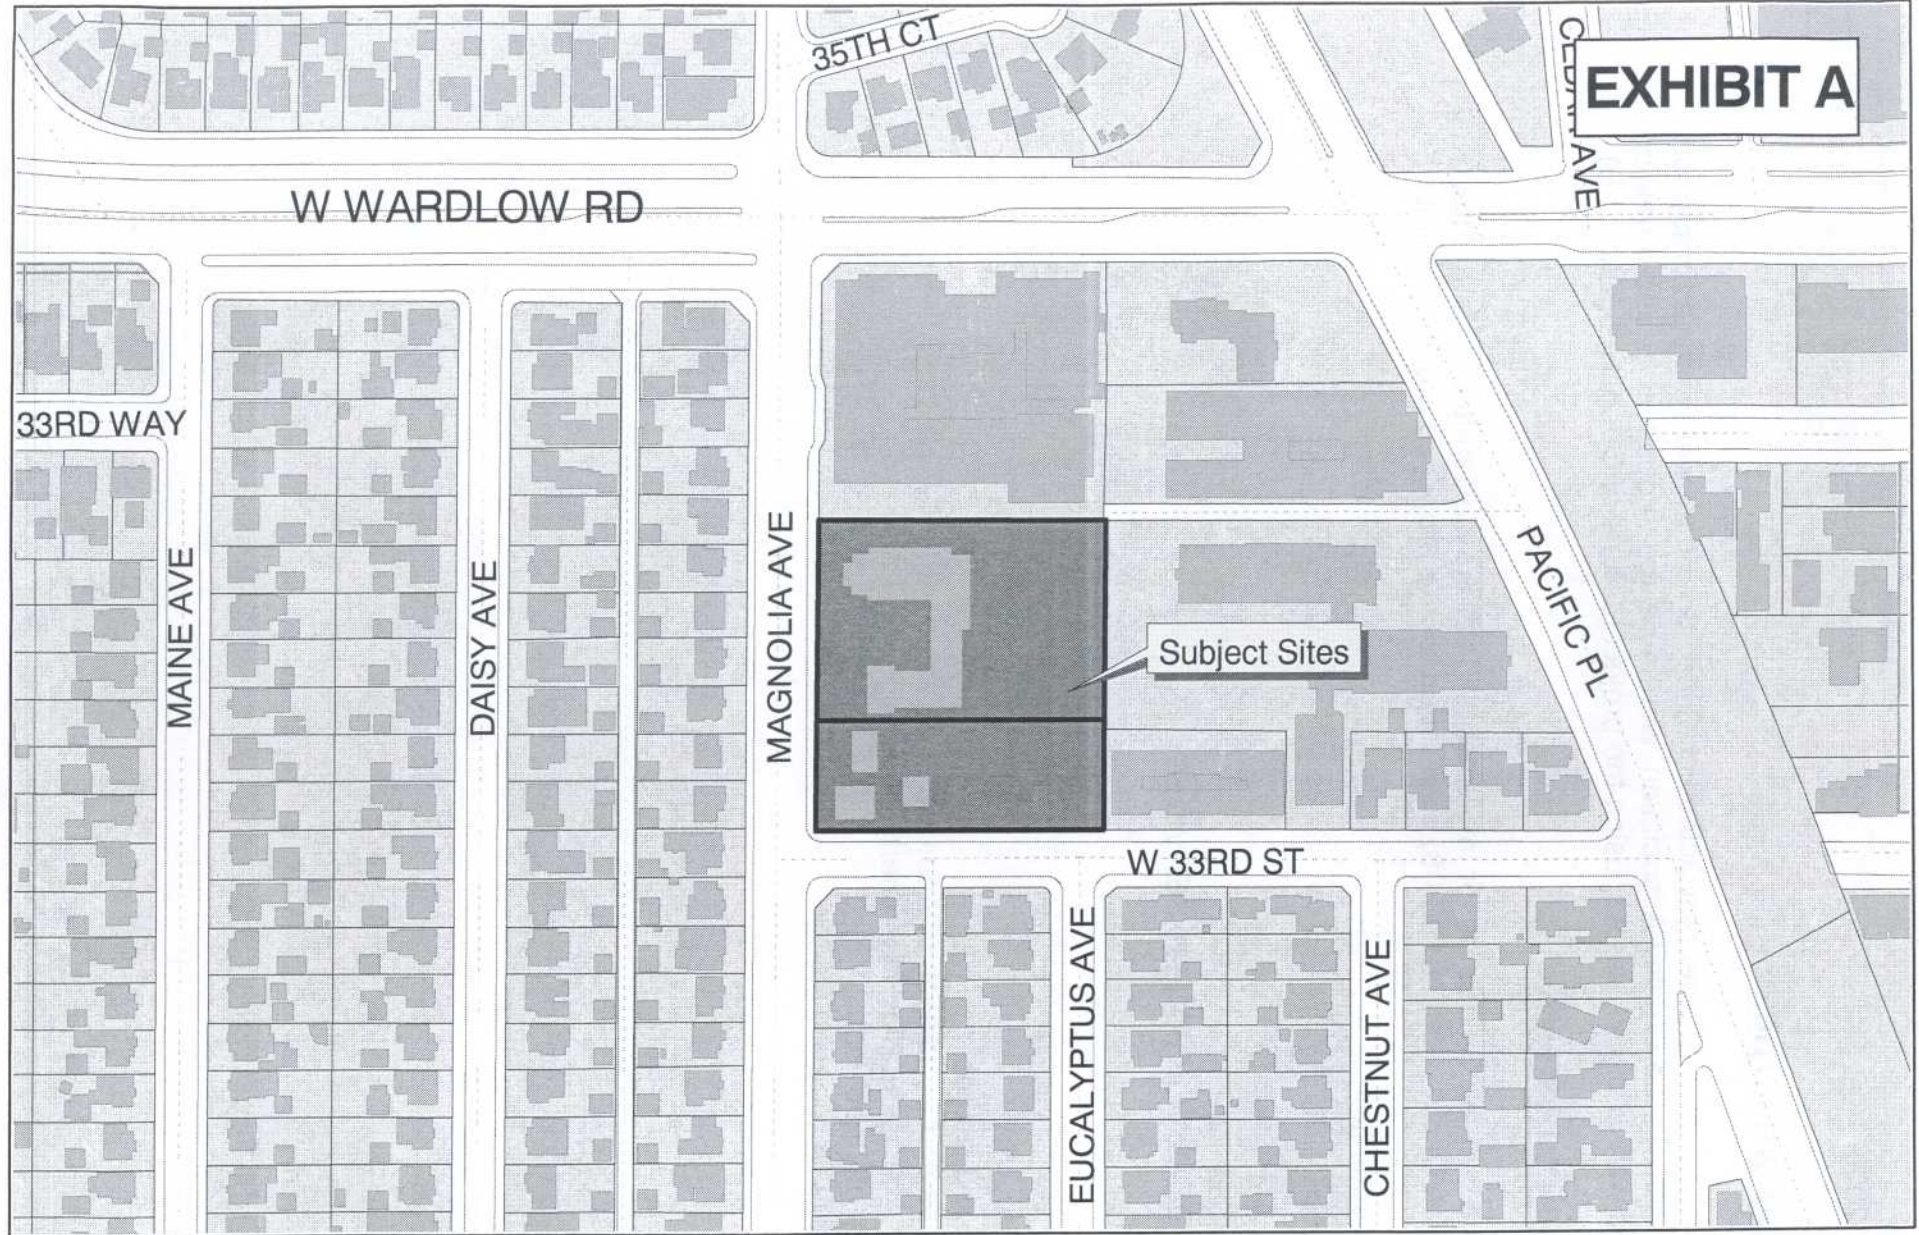 35TH CT
EXHIBIT A
AVE
W WARDLOW RD
33RD WAY
MAINE AVE
DAISY AVE
MAGNOLIA AVE
Subject Sites
PACIFIC PL
W 33RD ST
EUCALYPTUS AVE
CHESTNUT AVE